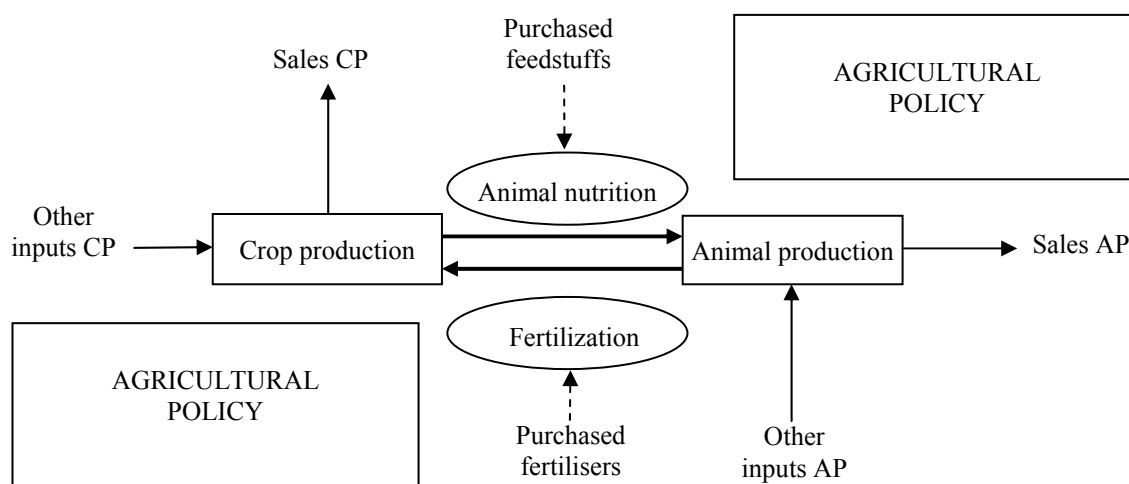 Purchased
feedstuffs
Sales CP
AGRICULTURAL
POLICY
Animal nutrition
Other
inputs CP
Crop production
Animal production
Sales AP
Fertilization
AGRICULTURAL
POLICY
Purchased
fertilisers
Other
inputs AP